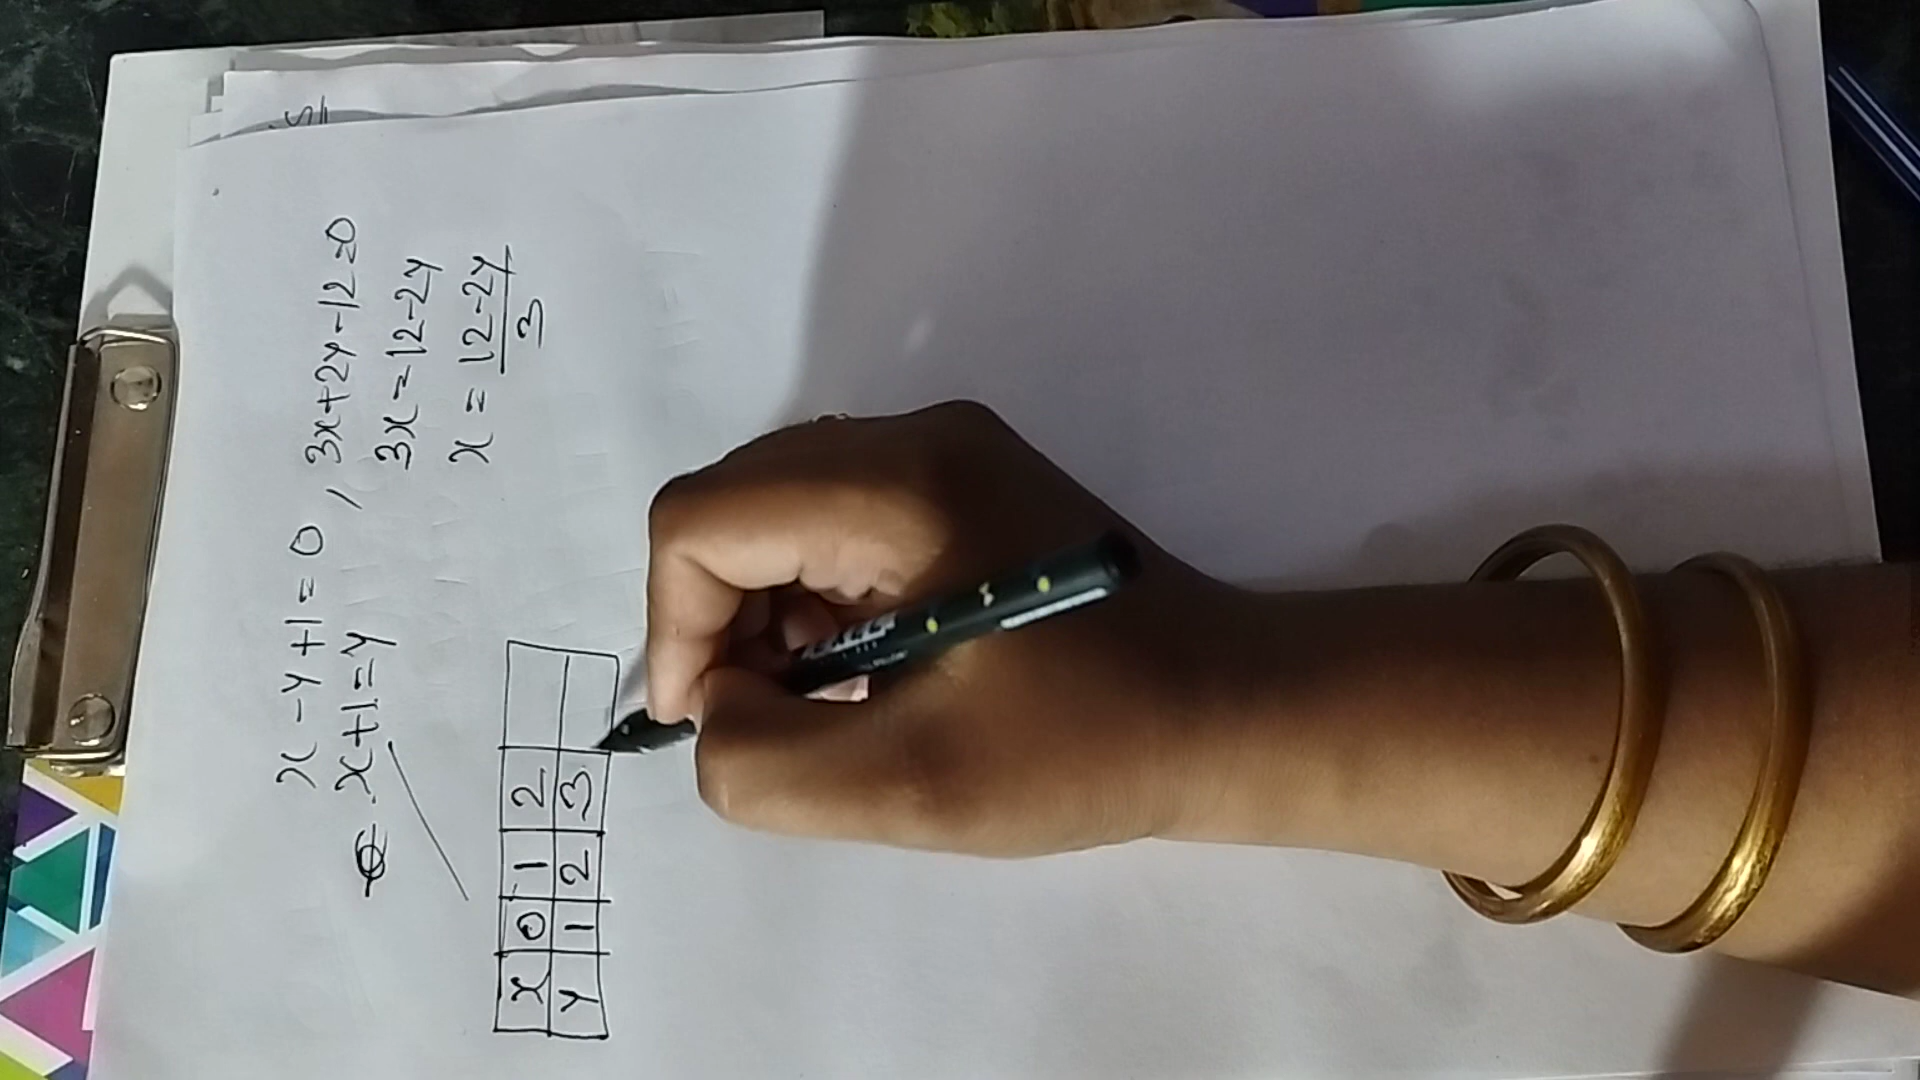 x - y + 1 = 0 , 3x + 2y - 12 = 0
x + 1 = y 3x = 12 - 2y
x = 12 - 2y
3
x 0 1 2
y 1 2 3